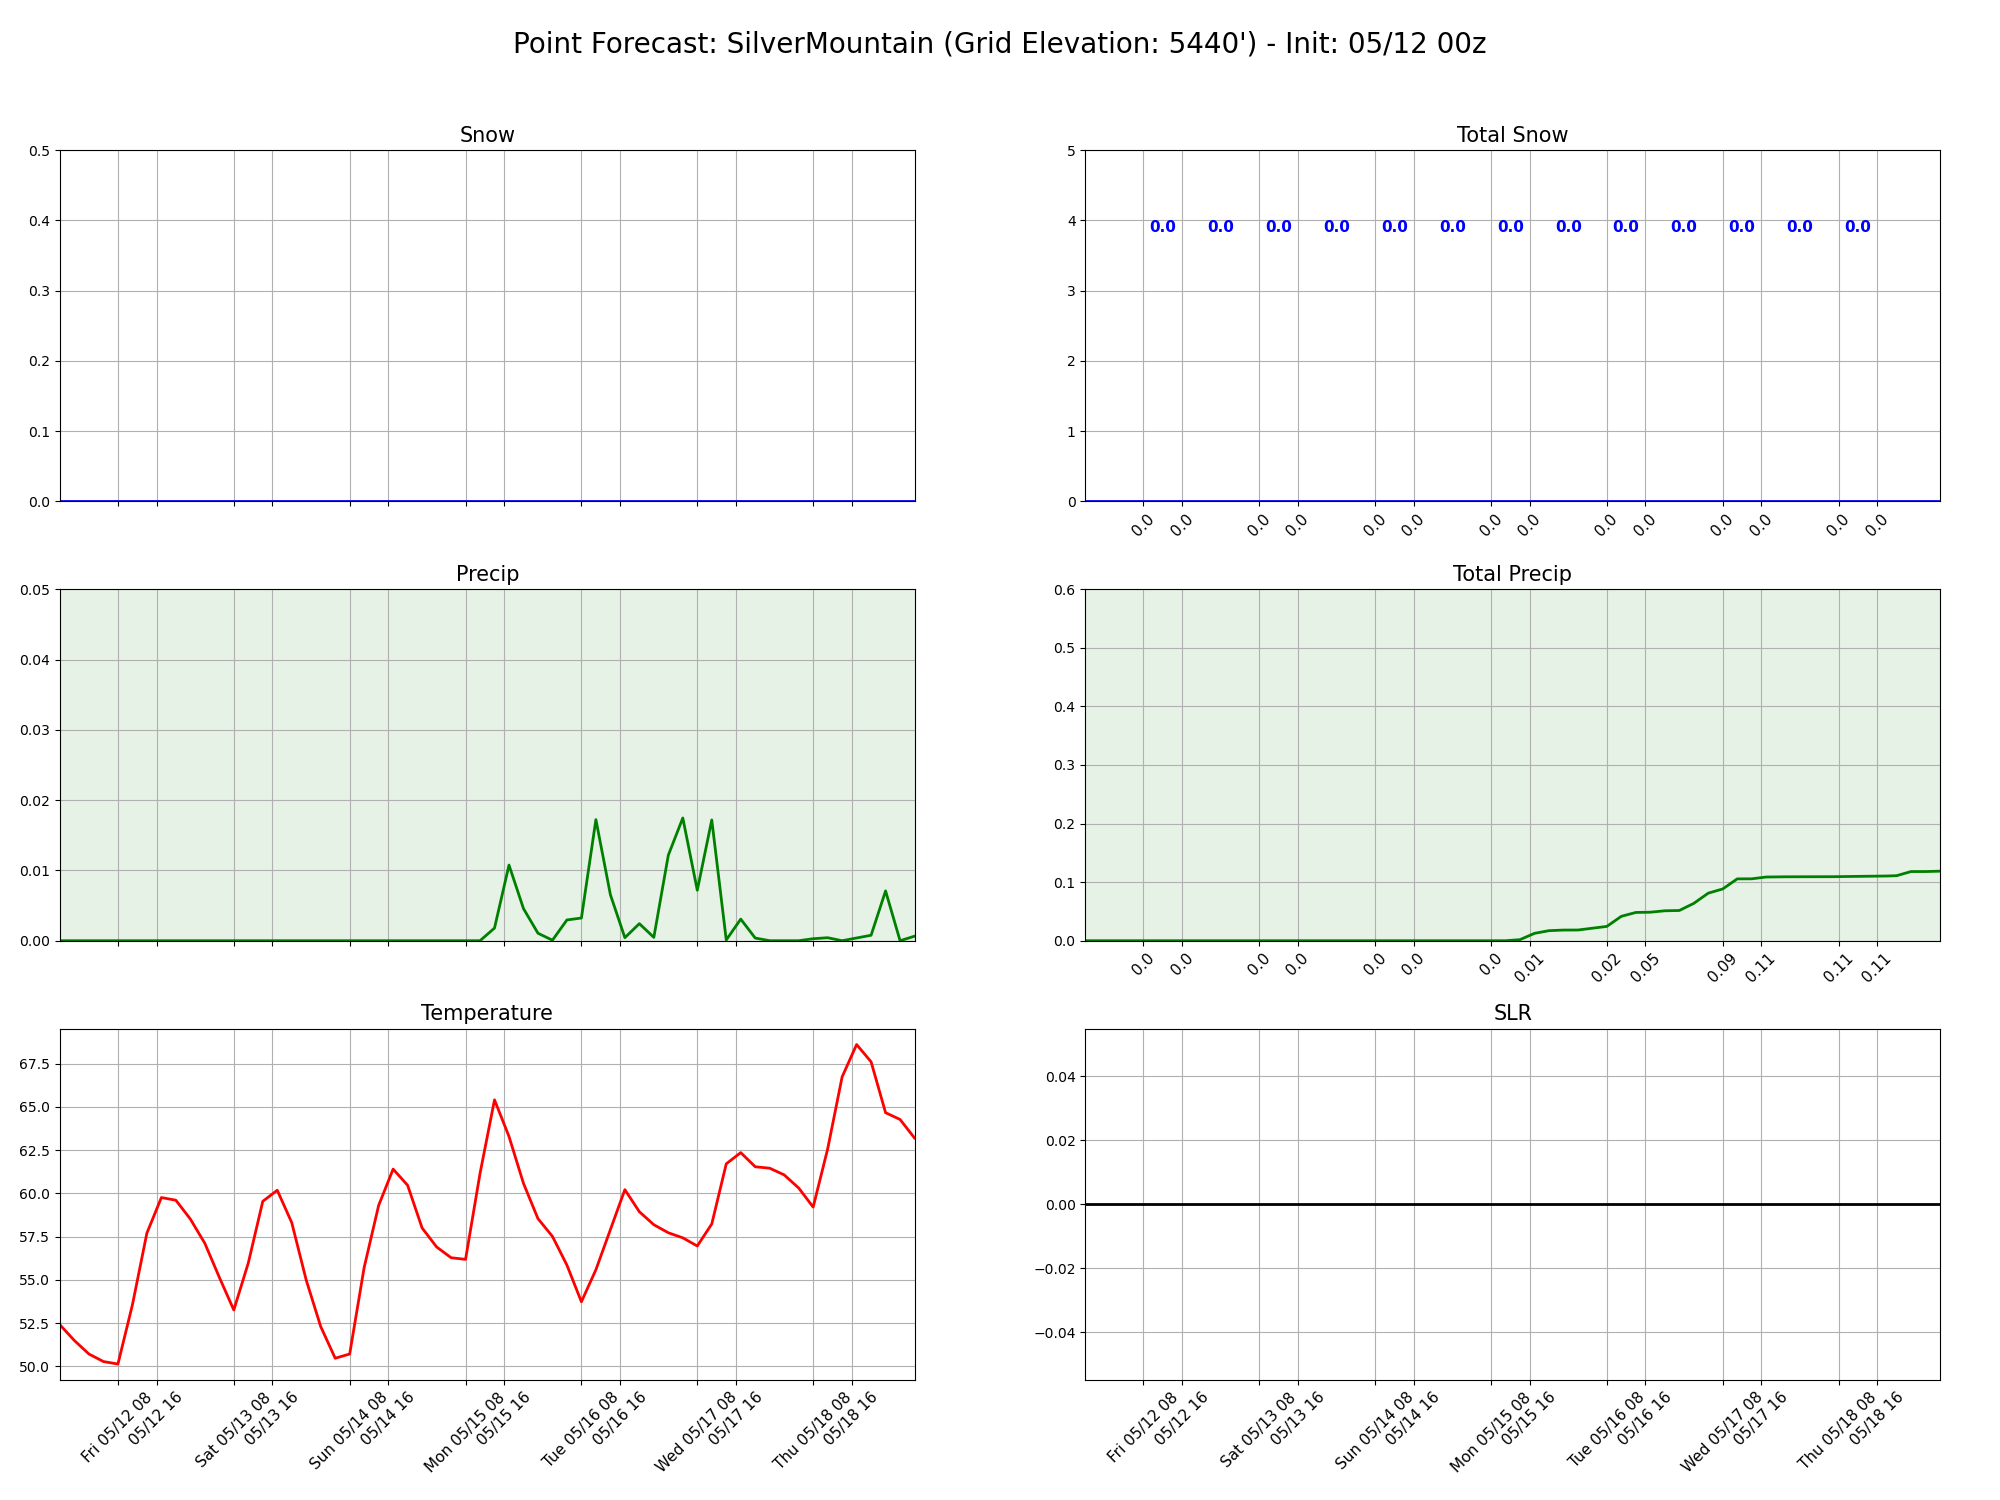 Point Forecast: SilverMountain (Grid Elevation: 5440') - Init: 05/12 00z
Snow
0.5
0.4
0.3
0.2
0.1
0.0
Total Snow
5
4
3
2
1
0
0.0 0.0 0.0 0.0 0.0 0.0 0.0 0.0 0.0 0.0 0.0 0.0 0.0
0.0 0.0 0.0 0.0 0.0 0.0 0.0 0.0 0.0 0.0 0.0 0.0 0.0 0.0
Precip
0.05
0.04
0.03
0.02
0.01
0.00
Total Precip
0.6
0.5
0.4
0.3
0.2
0.1
0.0
0.0 0.0 0.0 0.0 0.0 0.0 0.0 0.01 0.02 0.05 0.09 0.11 0.11 0.11
Temperature
67.5
65.0
62.5
60.0
57.5
55.0
52.5
50.0
Fri 05/12 08
05/12 16
Sat 05/13 08
05/13 16
Sun 05/14 08
05/14 16
Mon 05/15 08
05/15 16
Tue 05/16 08
05/16 16
Wed 05/17 08
05/17 16
Thu 05/18 08
05/18 16
SLR
0.04
0.02
0.00
−0.02
−0.04
Fri 05/12 08
05/12 16
Sat 05/13 08
05/13 16
Sun 05/14 08
05/14 16
Mon 05/15 08
05/15 16
Tue 05/16 08
05/16 16
Wed 05/17 08
05/17 16
Thu 05/18 08
05/18 16